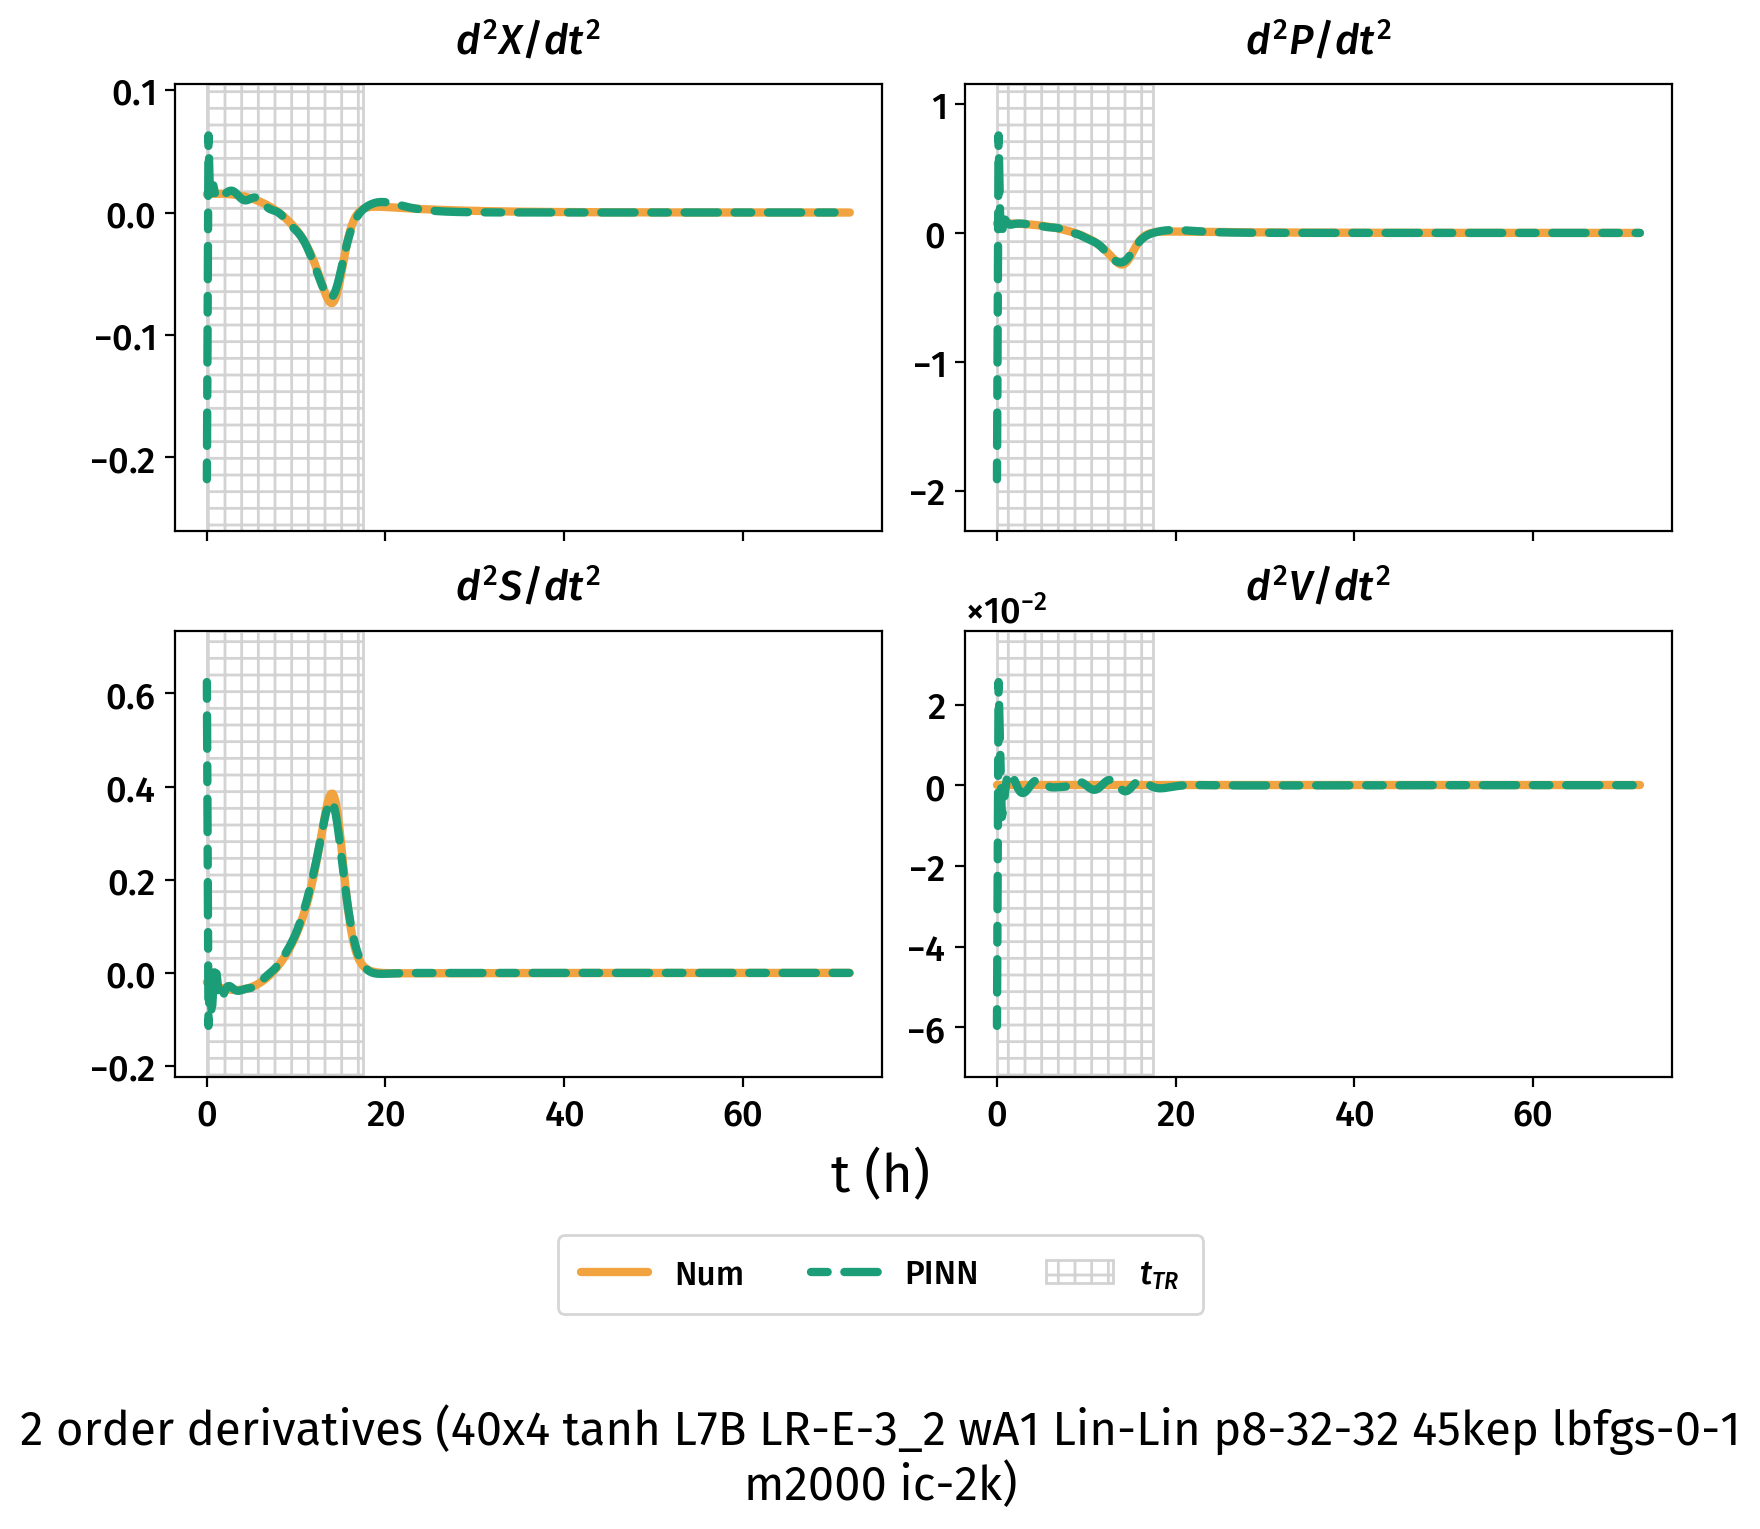 d²X/dt²
d²P/dt²
0.1
0.0
−0.1
−0.2
1
0
−1
−2
d²S/dt²
d²V/dt²
×10⁻²
0.6
0.4
0.2
0.0
−0.2
2
0
−2
−4
−6
0 20 40 60
0 20 40 60
t (h)
Num PINN t_TR
2 order derivatives (40x4 tanh L7B LR-E-3_2 wA1 Lin-Lin p8-32-32 45kep lbfgs-0-1
m2000 ic-2k)